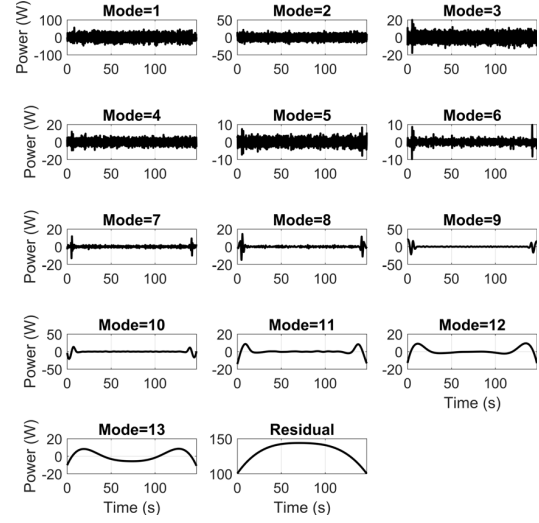 Mode=1 Mode=2 Mode=3
Power (W)
100 50 20
0 0 0
-100 -50 -20
0 50 100 0 50 100 0 50 100
Mode=4 Mode=5 Mode=6
Power (W)
20 10 10
0 0 0
-20 -10 -10
0 50 100 0 50 100 0 50 100
Mode=7 Mode=8 Mode=9
Power (W)
20 20 50
0 0 0
-20 -20 -50
0 50 100 0 50 100 0 50 100
Mode=10 Mode=11 Mode=12
Power (W)
50 20 20
0 0 0
-50 -20 -20
0 50 100 0 50 100 0 50 100
Time (s)
Mode=13 Residual
Power (W)
20 150
0
-20 100
0 50 100 0 50 100
Time (s) Time (s)